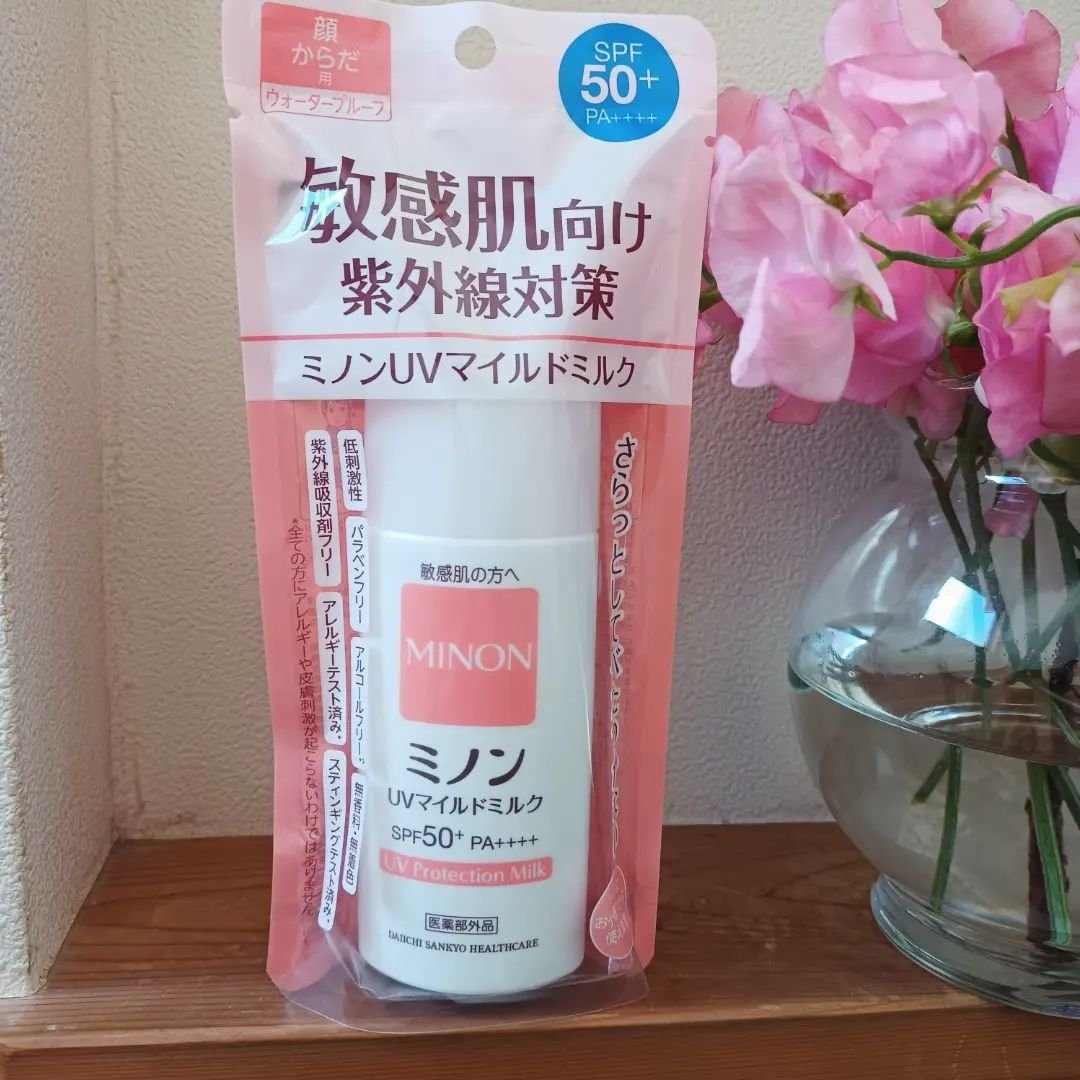 顔
からだ
用
ウォータープルーフ
SPF
50+
PA++++
敏感肌向け
紫外線対策
ミノンUVマイルドミルク
低刺激性
パラベンフリー
アルコールフリー
無香料・無着色
紫外線吸収剤フリー
アレルギーテスト済み*
スティンギングテスト済み*
*全ての方にアレルギーや皮膚刺激が起こらないわけではありません
さらっとしてべ
敏感肌の方へ
MINON
ミノン
UVマイルドミルク
SPF50+ PA++++
UV Protection Milk
医薬部外品
DAIICHI SANKYO HEALTHCARE